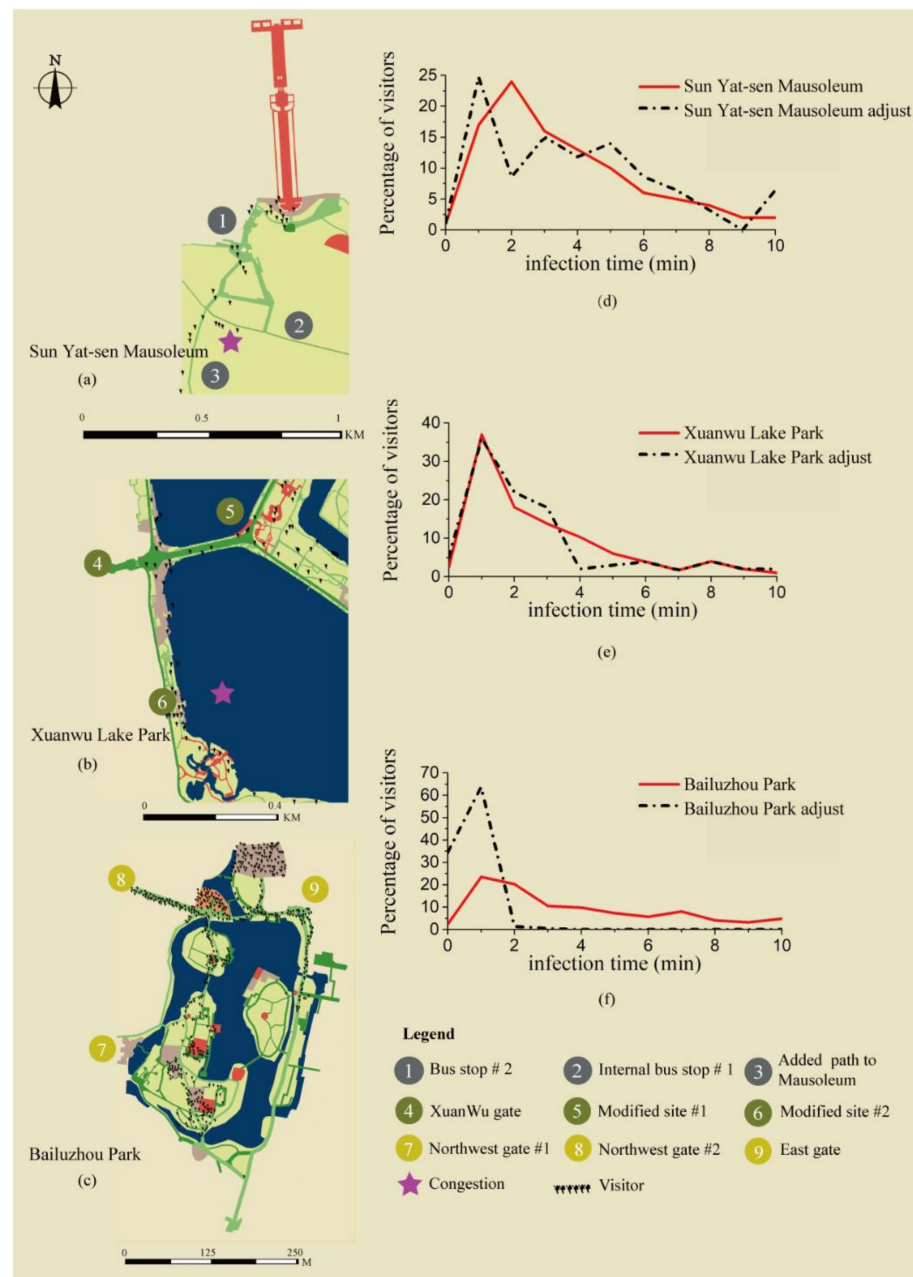 N
1
2
3
Sun Yat-sen Mausoleum
(a)
0 0.5 1
KM
25
20
15
10
5
0
Percentage of visitors
Sun Yat-sen Mausoleum
Sun Yat-sen Mausoleum adjust
0 2 4 6 8 10
infection time (min)
(d)
5
4
6
Xuanwu Lake Park
(b)
0 0.4
KM
40
30
20
10
0
Percentage of visitors
Xuanwu Lake Park
Xuanwu Lake Park adjust
0 2 4 6 8 10
infection time (min)
(e)
8
9
7
Bailuzhou Park
(c)
0 125 250
M
70
60
50
40
30
20
10
0
Percentage of visitors
Bailuzhou Park
Bailuzhou Park adjust
0 2 4 6 8 10
infection time (min)
(f)
Legend
1 Bus stop # 2
2 Internal bus stop # 1
3 Added path to
Mausoleum
4 XuanWu gate
5 Modified site #1
6 Modified site #2
7 Northwest gate #1
8 Northwest gate #2
9 East gate
Congestion
Visitor